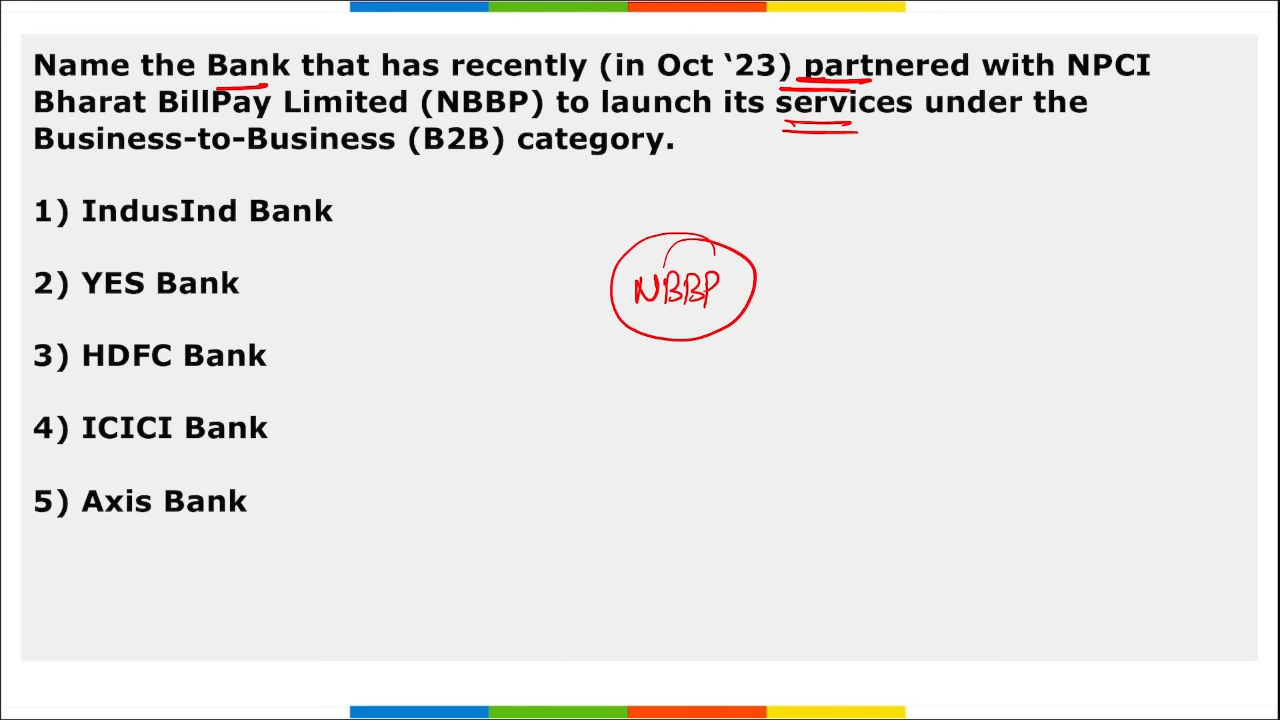 Name the Bank that has recently (in Oct ‘23) partnered with NPCI
Bharat BillPay Limited (NBBP) to launch its services under the
Business-to-Business (B2B) category.
1) IndusInd Bank
2) YES Bank
NBBP
3) HDFC Bank
4) ICICI Bank
5) Axis Bank